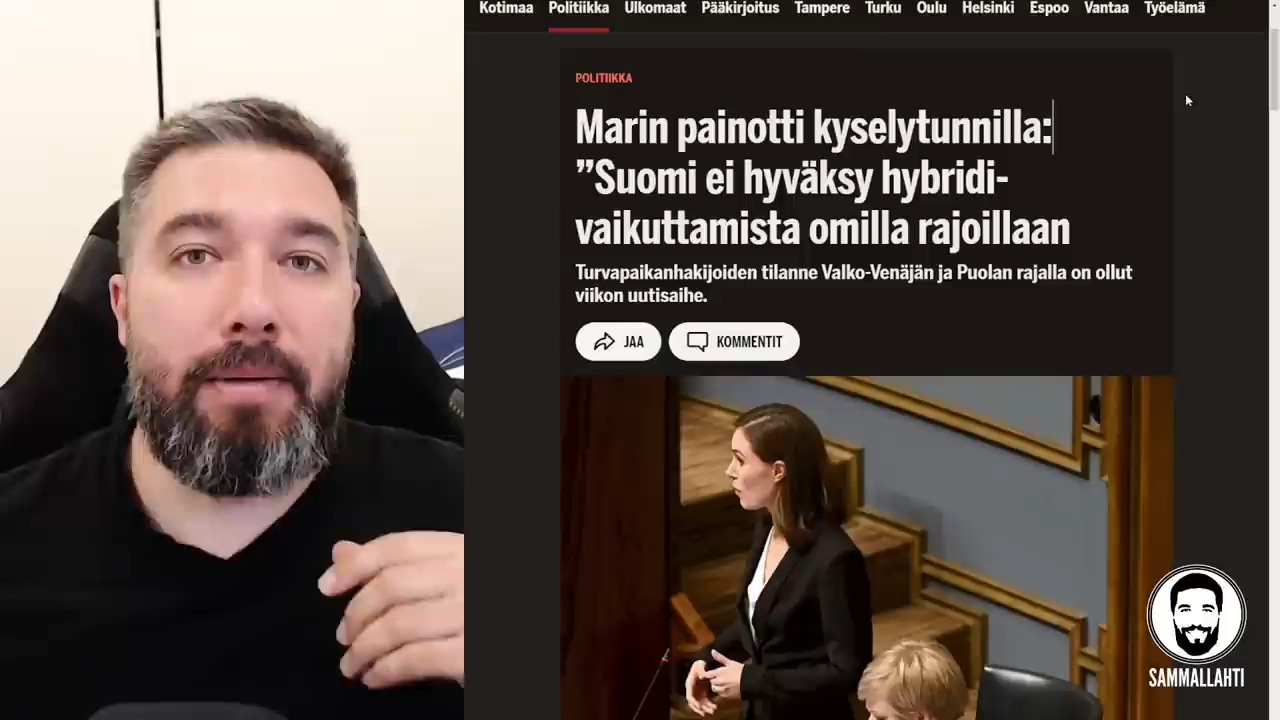 Kotimaa Politiikka Ulkomaat Pääkirjoitus Tampere Turku Oulu Helsinki Espoo Vantaa Työelämä
POLITIIKKA
Marin painotti kyselytunnilla:
”Suomi ei hyväksy hybridi-
vaikuttamista omilla rajoillaan
Turvapaikanhakijoiden tilanne Valko-Venäjän ja Puolan rajalla on ollut
viikon uutisaihe.
JAA KOMMENTIT
SAMMALLAHTI